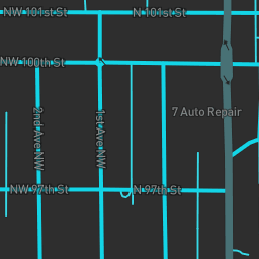 NW 101st St
N 101st St
NW 100th St
7 Auto Repair
2nd Ave NW
1st Ave NW
NW 97th St
N 97th St